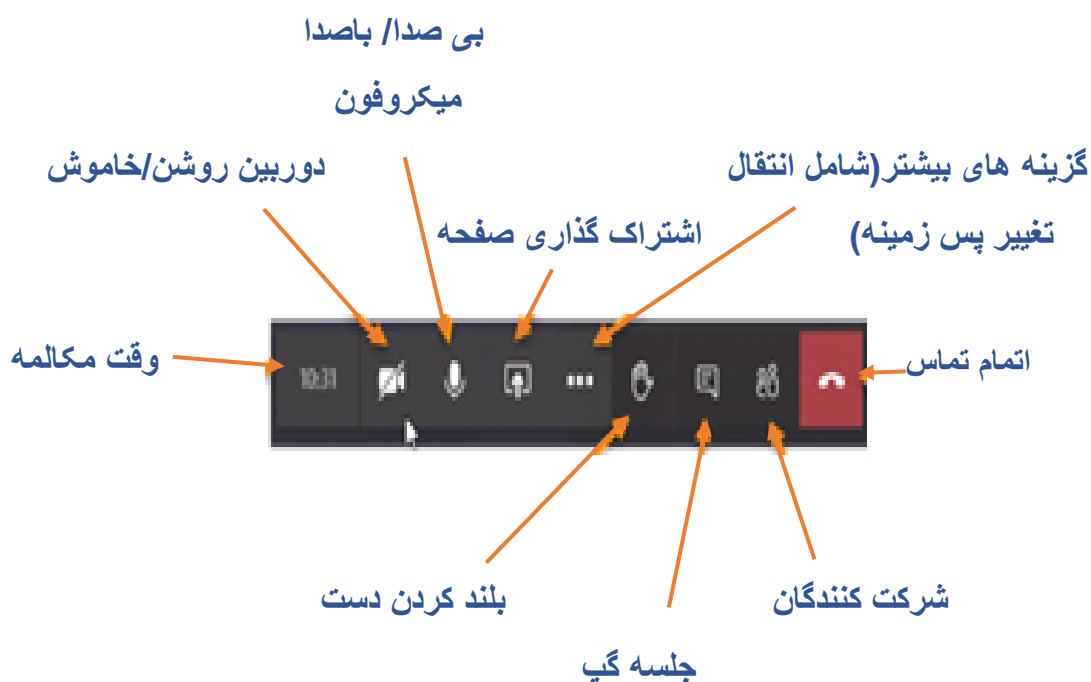 بی صدا/ باصدا
میکروفون
دوربین روشن/خاموش
گزینه های بیشتر(شامل انتقال
تغییر پس زمینه)
اشتراک گذاری صفحه
وقت مکالمه
10:31
اتمام تماس
بلند کردن دست
شرکت کنندگان
جلسه گپ